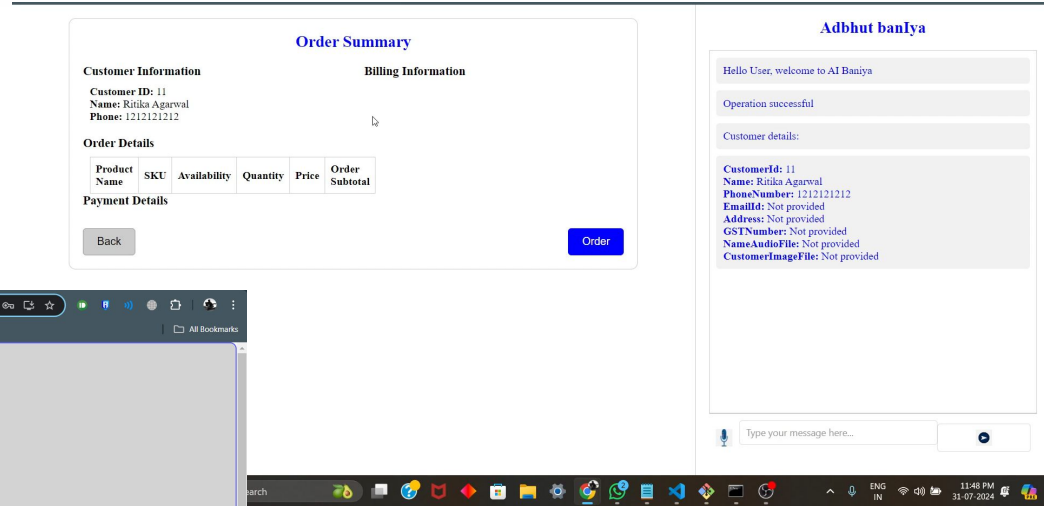 Order Summary
Customer Information
Billing Information
Customer ID: 11
Name: Ritika Agarwal
Phone: 1212121212
Order Details
Product Name SKU Availability Quantity Price Order Subtotal
Payment Details
Back
Order
Adbhut banIya
Hello User, welcome to AI Baniya
Operation successful
Customer details:
CustomerId: 11
Name: Ritika Agarwal
PhoneNumber: 1212121212
EmailId: Not provided
Address: Not provided
GSTNumber: Not provided
NameAudioFile: Not provided
CustomerImageFile: Not provided
Type your message here...
All Bookmarks
earch
ENG
IN
11:48 PM
31-07-2024